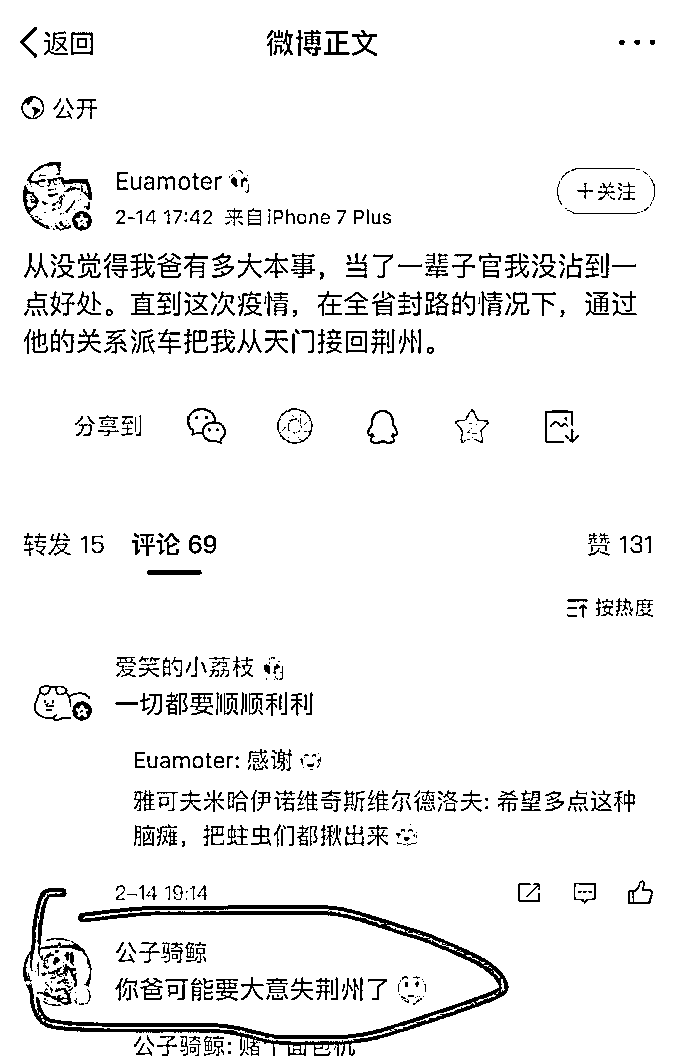 返回 微博正文
公开
Euamoter
+关注
2-14 17:42 来自iPhone 7 Plus
从没觉得我爸有多大本事，当了一辈子官我没沾到一
点好处。直到这次疫情，在全省封路的情况下，通过
他的关系派车把我从天门接回荆州。
分享到
转发 15 评论 69 赞 131
按热度
爱笑的小荔枝
一切都要顺顺利利
Euamoter: 感谢
雅可夫米哈伊诺维奇斯维尔德洛夫: 希望多点这种
脑瘫，把蛀虫们都揪出来
2-14 19:14
公子骑鲸
你爸可能要大意失荆州了
公子骑鲸: 赌个面包机